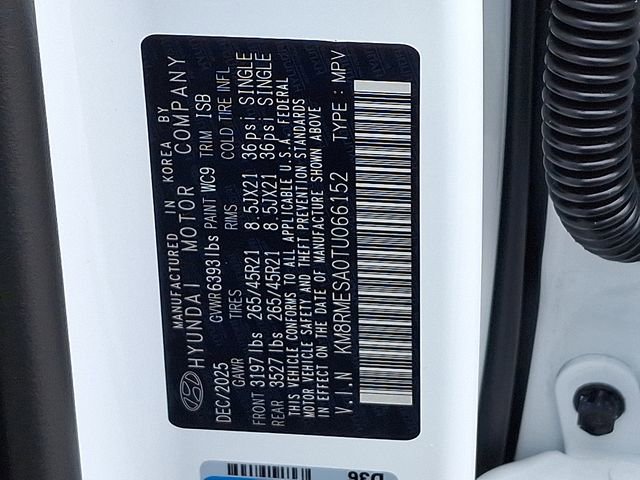 MANUFACTURED IN KOREA BY
HYUNDAI MOTOR COMPANY
DEC/2025 GVWR 6393lbs PAINT WC9 TRIM ISB
GAWR TIRES RIMS COLD TIRE INFL
FRONT 3197 lbs 265/45R21 8.5JX21 36psi SINGLE
REAR 3527 lbs 265/45R21 8.5JX21 36psi SINGLE
THIS VEHICLE CONFORMS TO ALL APPLICABLE U.S.A. FEDERAL
MOTOR VEHICLE SAFETY AND THEFT PREVENTION STANDARDS
IN EFFECT ON THE DATE OF MANUFACTURE SHOWN ABOVE
V.I.N KM8RMESA0TU066152 TYPE : MPV
D36